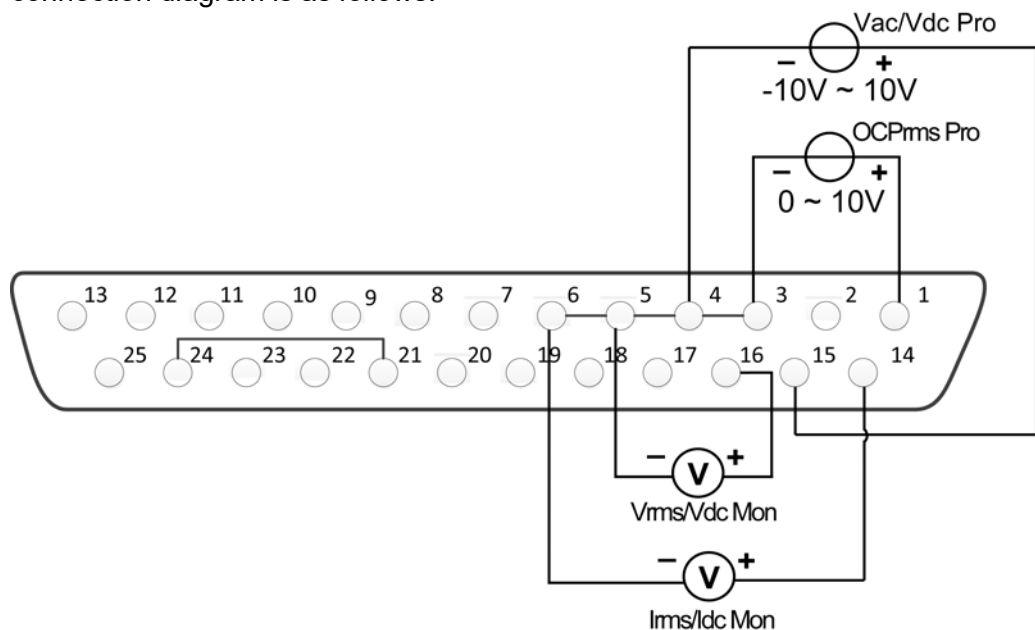 connection diagram is as follows:
Vac/Vdc Pro
− +
-10V ~ 10V
OCPrms Pro
− +
0 ~ 10V
13 12 11 10 9 8 7 6 5 4 3 2 1
25 24 23 22 21 20 19 18 17 16 15 14
− V +
Vrms/Vdc Mon
− V +
Irms/Idc Mon